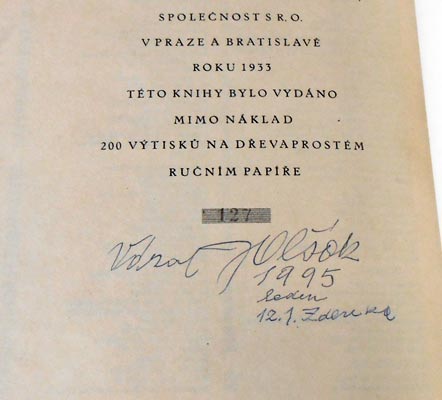 SPOLEČNOST S R. O.
V PRAZE A BRATISLAVĚ
ROKU 1933
TÉTO KNIHY BYLO VYDÁNO
MIMO NÁKLAD
200 VÝTISKŮ NA DŘEVAPROSTÉM
RUČNÍM PAPÍŘE
127
Olšák
1995
leden
12. 1. Zdenka